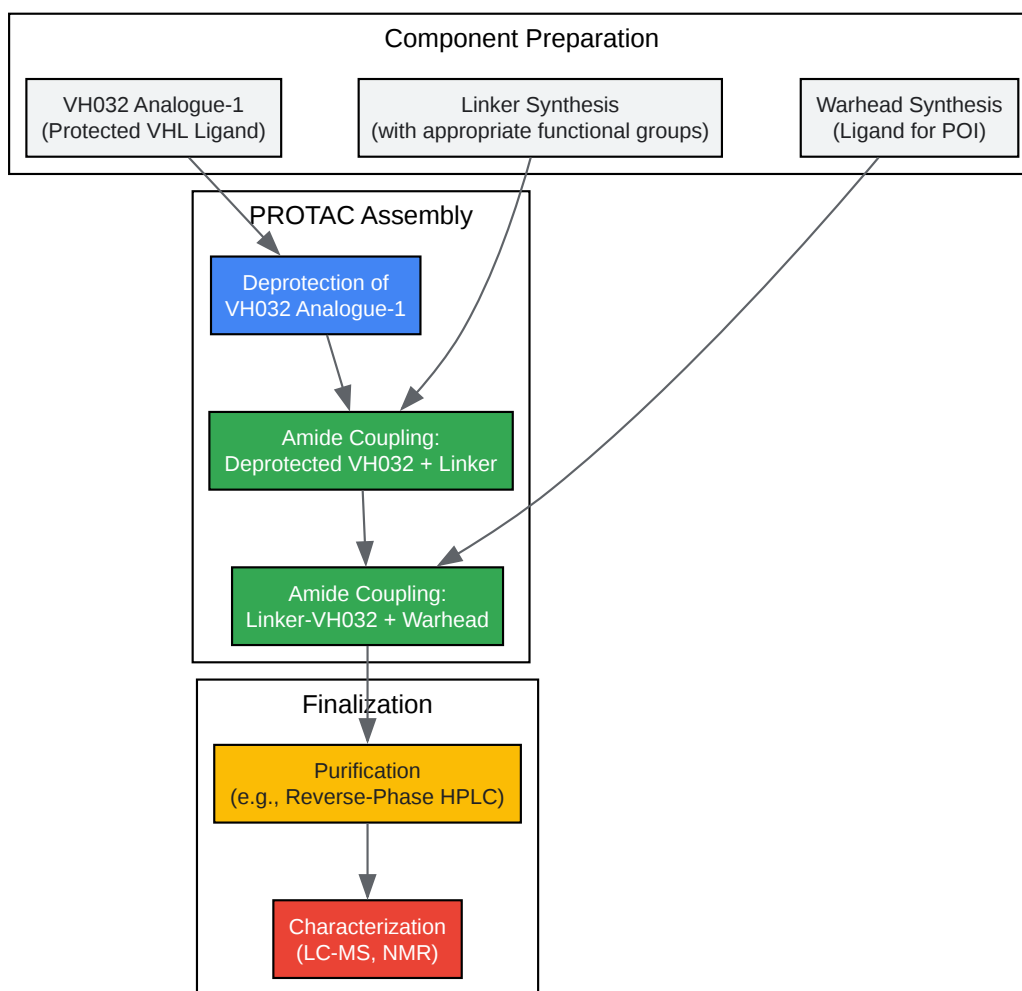 Component Preparation
VH032 Analogue-1
(Protected VHL Ligand)
Linker Synthesis
(with appropriate functional groups)
Warhead Synthesis
(Ligand for POI)
PROTAC Assembly
Deprotection of
VH032 Analogue-1
Amide Coupling:
Deprotected VH032 + Linker
Amide Coupling:
Linker-VH032 + Warhead
Finalization
Purification
(e.g., Reverse-Phase HPLC)
Characterization
(LC-MS, NMR)